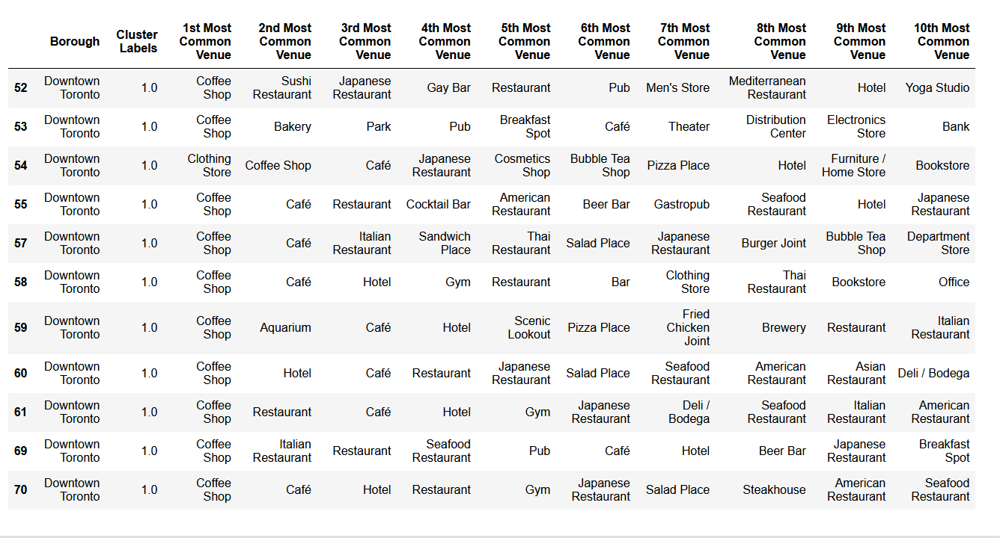 Borough Cluster Labels 1st Most Common Venue 2nd Most Common Venue 3rd Most Common Venue 4th Most Common Venue 5th Most Common Venue 6th Most Common Venue 7th Most Common Venue 8th Most Common Venue 9th Most Common Venue 10th Most Common Venue
52 Downtown Toronto 1.0 Coffee Shop Sushi Restaurant Japanese Restaurant Gay Bar Restaurant Pub Men's Store Mediterranean Restaurant Hotel Yoga Studio
53 Downtown Toronto 1.0 Coffee Shop Bakery Park Pub Breakfast Spot Café Theater Distribution Center Electronics Store Bank
54 Downtown Toronto 1.0 Clothing Store Coffee Shop Café Japanese Restaurant Cosmetics Shop Bubble Tea Shop Pizza Place Hotel Furniture / Home Store Bookstore
55 Downtown Toronto 1.0 Coffee Shop Café Restaurant Cocktail Bar American Restaurant Beer Bar Gastropub Seafood Restaurant Hotel Japanese Restaurant
57 Downtown Toronto 1.0 Coffee Shop Café Italian Restaurant Sandwich Place Thai Restaurant Salad Place Japanese Restaurant Burger Joint Bubble Tea Shop Department Store
58 Downtown Toronto 1.0 Coffee Shop Café Hotel Gym Restaurant Bar Clothing Store Thai Restaurant Bookstore Office
59 Downtown Toronto 1.0 Coffee Shop Aquarium Café Hotel Scenic Lookout Pizza Place Fried Chicken Joint Brewery Restaurant Italian Restaurant
60 Downtown Toronto 1.0 Coffee Shop Hotel Café Restaurant Japanese Restaurant Salad Place Seafood Restaurant American Restaurant Asian Restaurant Deli / Bodega
61 Downtown Toronto 1.0 Coffee Shop Restaurant Café Hotel Gym Japanese Restaurant Deli / Bodega Seafood Restaurant Italian Restaurant American Restaurant
69 Downtown Toronto 1.0 Coffee Shop Italian Restaurant Restaurant Seafood Restaurant Pub Café Hotel Beer Bar Japanese Restaurant Breakfast Spot
70 Downtown Toronto 1.0 Coffee Shop Café Hotel Restaurant Gym Japanese Restaurant Salad Place Steakhouse American Restaurant Seafood Restaurant